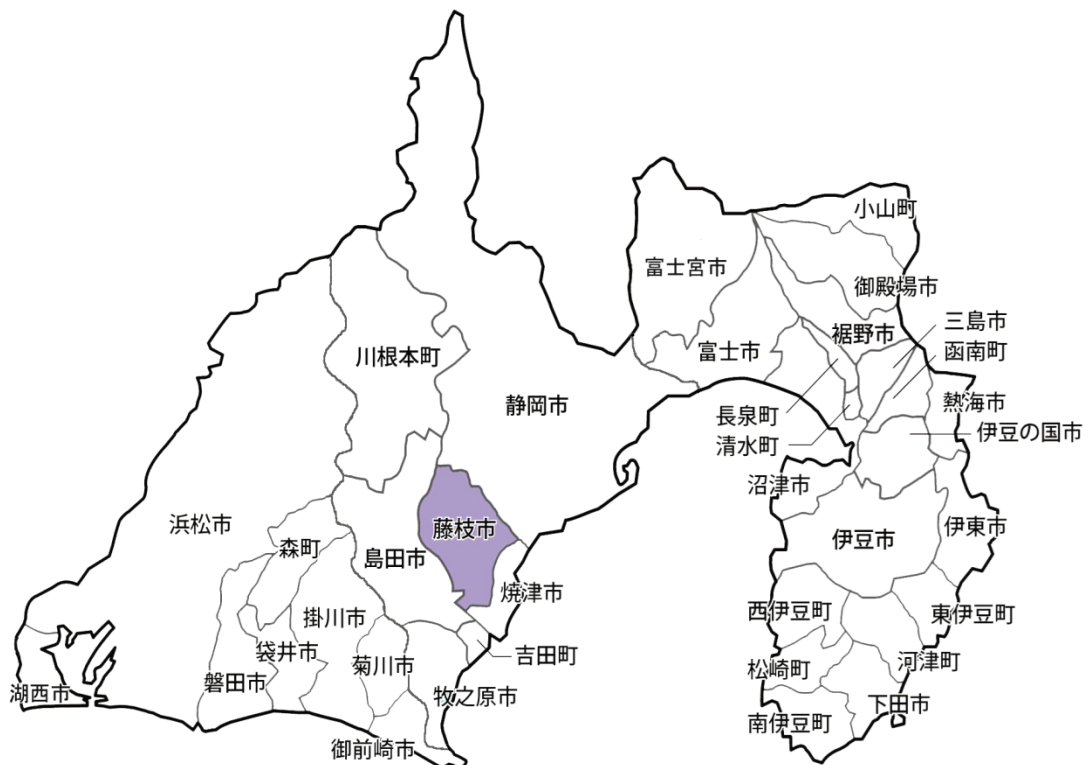 小山町
富士宮市
御殿場市
三島市
裾野市
函南町
富士市
川根本町
熱海市
静岡市
長泉町
伊豆の国市
清水町
沼津市
浜松市
藤枝市
伊東市
伊豆市
森町
島田市
焼津市
西伊豆町
東伊豆町
掛川市
袋井市
吉田町
菊川市
河津町
松崎町
磐田市
湖西市
牧之原市
下田市
南伊豆町
御前崎市